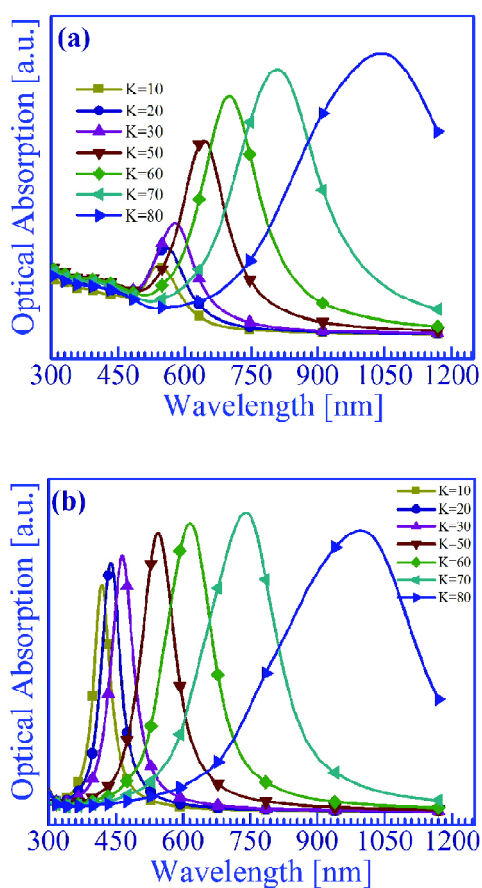 (a)
Optical Absorption [a.u.]
K=10
K=20
K=30
K=50
K=60
K=70
K=80
300 450 600 750 900 1050 1200
Wavelength [nm]
(b)
Optical Absorption [a.u.]
K=10
K=20
K=30
K=50
K=60
K=70
K=80
300 450 600 750 900 1050 1200
Wavelength [nm]